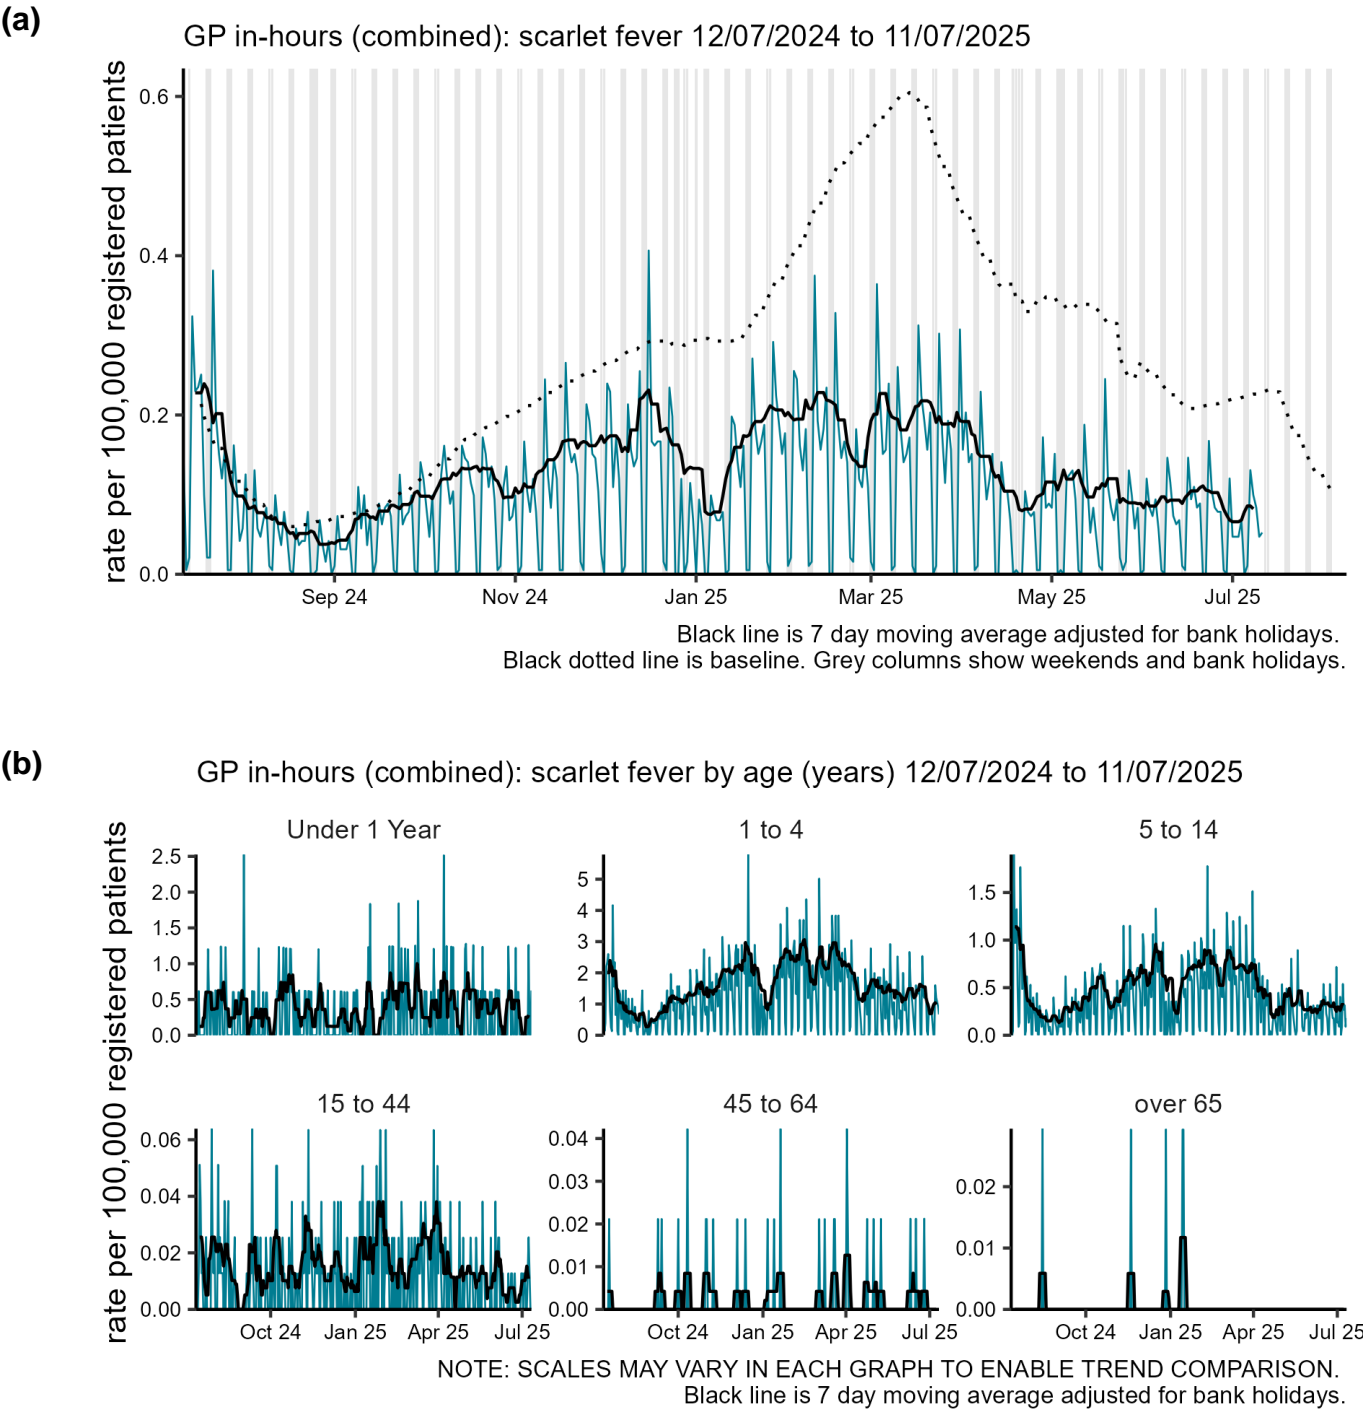 (a)
GP in-hours (combined): scarlet fever 12/07/2024 to 11/07/2025
rate per 100,000 registered patients
0.6
0.4
0.2
0.0
Sep 24 Nov 24 Jan 25 Mar 25 May 25 Jul 25
Black line is 7 day moving average adjusted for bank holidays.
Black dotted line is baseline. Grey columns show weekends and bank holidays.
(b)
GP in-hours (combined): scarlet fever by age (years) 12/07/2024 to 11/07/2025
rate per 100,000 registered patients
Under 1 Year
2.5
2.0
1.5
1.0
0.5
0.0
1 to 4
5
4
3
2
1
0
5 to 14
1.5
1.0
0.5
0.0
15 to 44
0.06
0.04
0.02
0.00
Oct 24 Jan 25 Apr 25 Jul 25
45 to 64
0.04
0.03
0.02
0.01
0.00
Oct 24 Jan 25 Apr 25 Jul 25
over 65
0.02
0.01
0.00
Oct 24 Jan 25 Apr 25 Jul 25
NOTE: SCALES MAY VARY IN EACH GRAPH TO ENABLE TREND COMPARISON.
Black line is 7 day moving average adjusted for bank holidays.